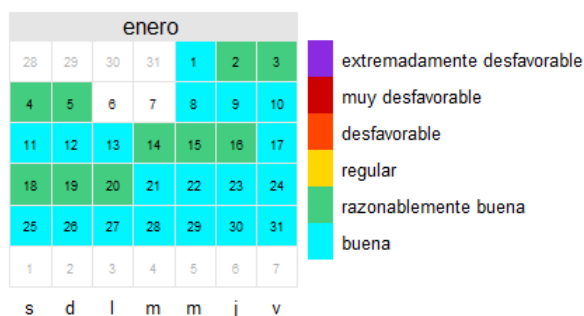 enero
28 29 30 31 1 2 3
4 5 6 7 8 9 10
11 12 13 14 15 16 17
18 19 20 21 22 23 24
25 26 27 28 29 30 31
1 2 3 4 5 6 7
s d l m m j v
extremadamente desfavorable
muy desfavorable
desfavorable
regular
razonablemente buena
buena